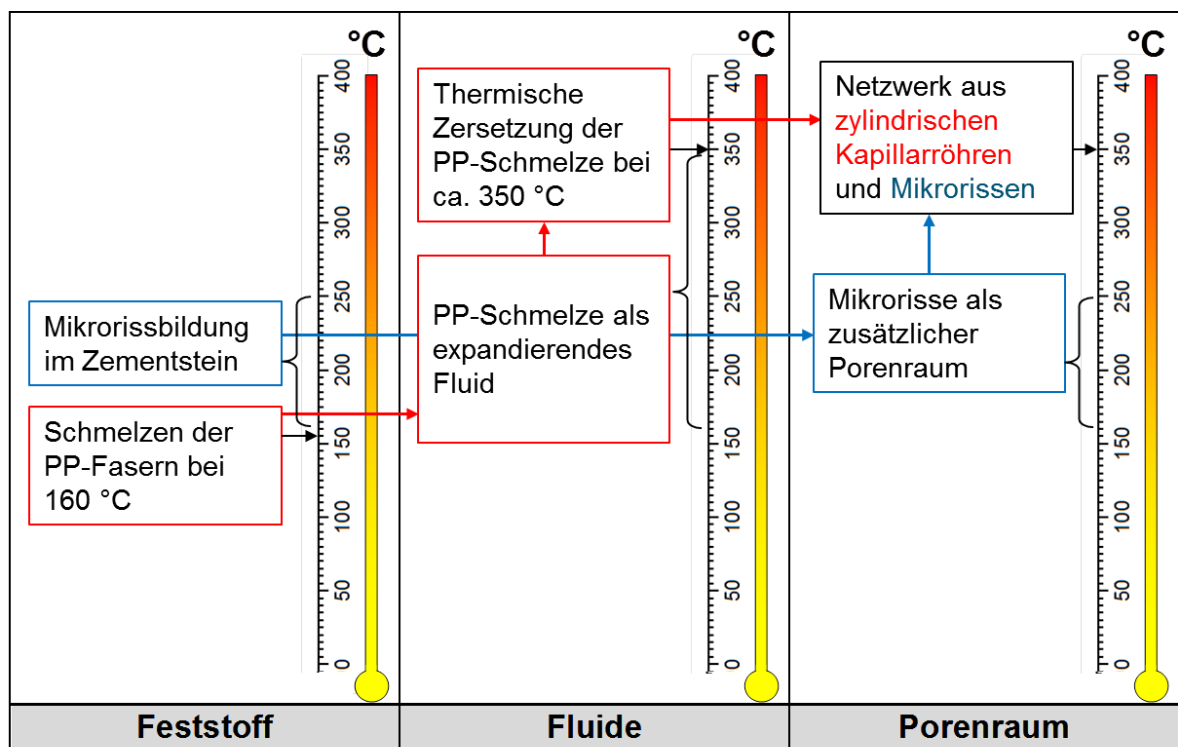 °C
400
350
300
250
200
150
100
50
0
Mikrorissbildung
im Zementstein
Schmelzen der
PP-Fasern bei
160 °C
Feststoff
°C
400
350
300
250
200
150
100
50
0
Thermische
Zersetzung der
PP-Schmelze bei
ca. 350 °C
PP-Schmelze als
expandierendes
Fluid
Fluide
°C
400
350
300
250
200
150
100
50
0
Netzwerk aus
zylindrischen
Kapillarröhren
und Mikrorissen
Mikrorisse als
zusätzlicher
Porenraum
Porenraum